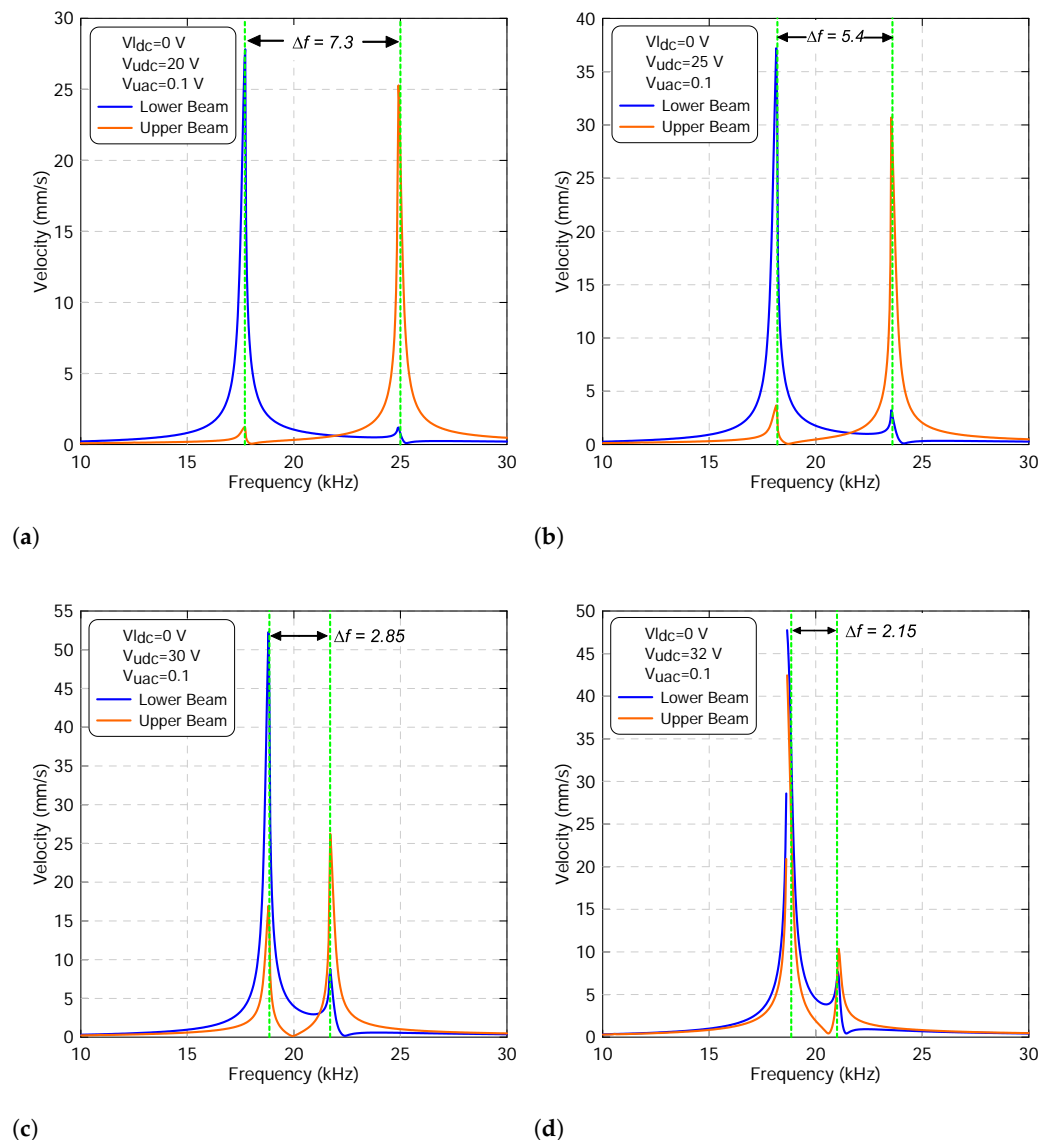 30
25
20
15
10
5
0
Velocity (mm/s)
VIdc=0 V
Vudc=20 V
Vuac=0.1 V
Lower Beam
Upper Beam
Δf = 7.3
10 15 20 25 30
Frequency (kHz)
(a)
40
35
30
25
20
15
10
5
0
Velocity (mm/s)
VIdc=0 V
Vudc=25 V
Vuac=0.1
Lower Beam
Upper Beam
Δf = 5.4
10 15 20 25 30
Frequency (kHz)
(b)
55
50
45
40
35
30
25
20
15
10
5
0
Velocity (mm/s)
VIdc=0 V
Vudc=30 V
Vuac=0.1
Lower Beam
Upper Beam
Δf = 2.85
10 15 20 25 30
Frequency (kHz)
(c)
50
45
40
35
30
25
20
15
10
5
0
Velocity (mm/s)
VIdc=0 V
Vudc=32 V
Vuac=0.1
Lower Beam
Upper Beam
Δf = 2.15
10 15 20 25 30
Frequency (kHz)
(d)